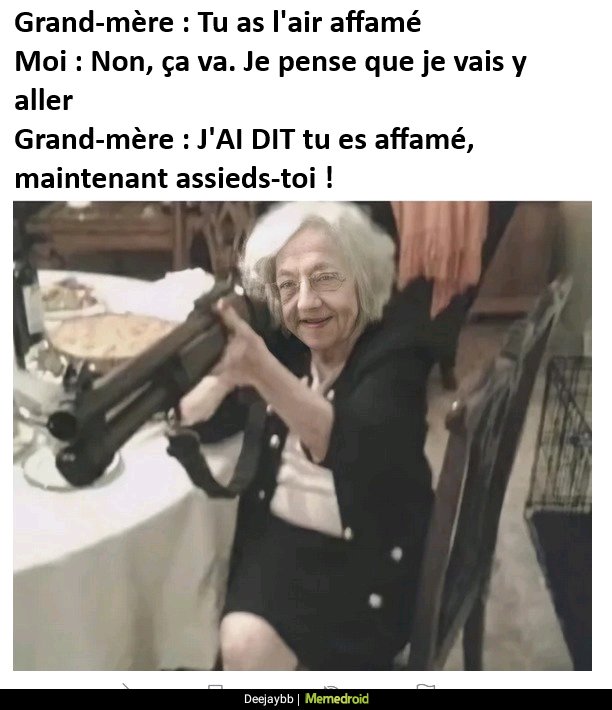 Grand-mère : Tu as l'air affamé
Moi : Non, ça va. Je pense que je vais y
aller
Grand-mère : J'AI DIT tu es affamé,
maintenant assieds-toi !
Deejaybb | Memedroid